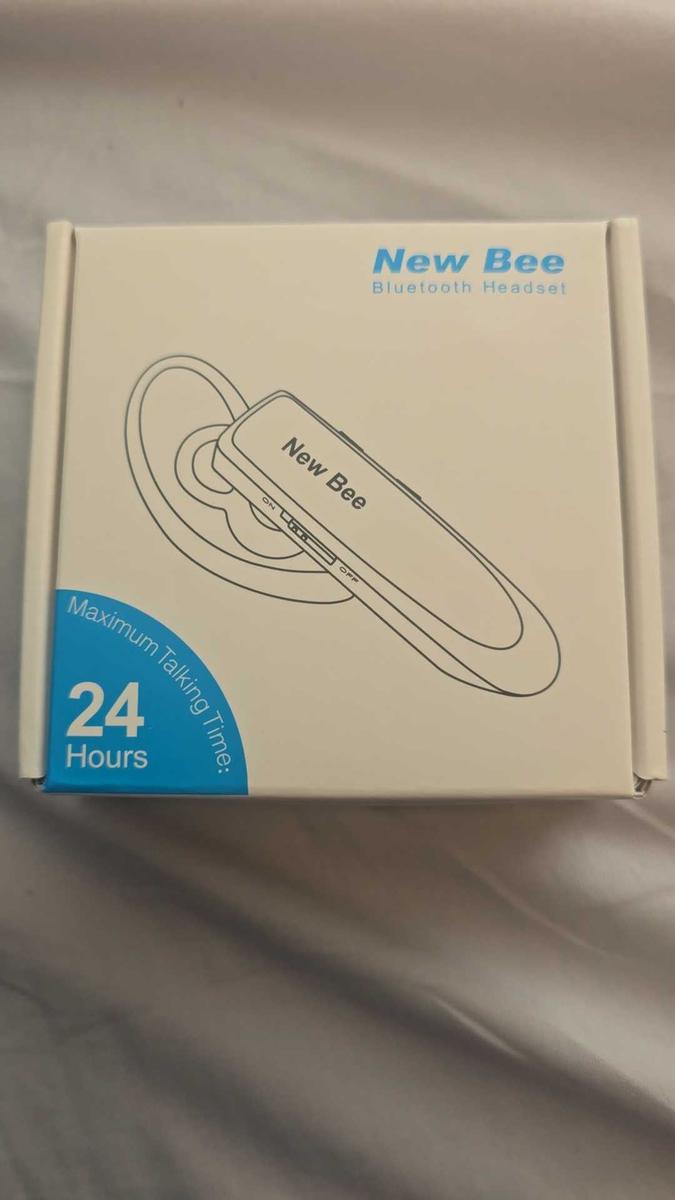 New Bee
Bluetooth Headset
New Bee
ON
OFF
Maximum Talking Time:
24
Hours